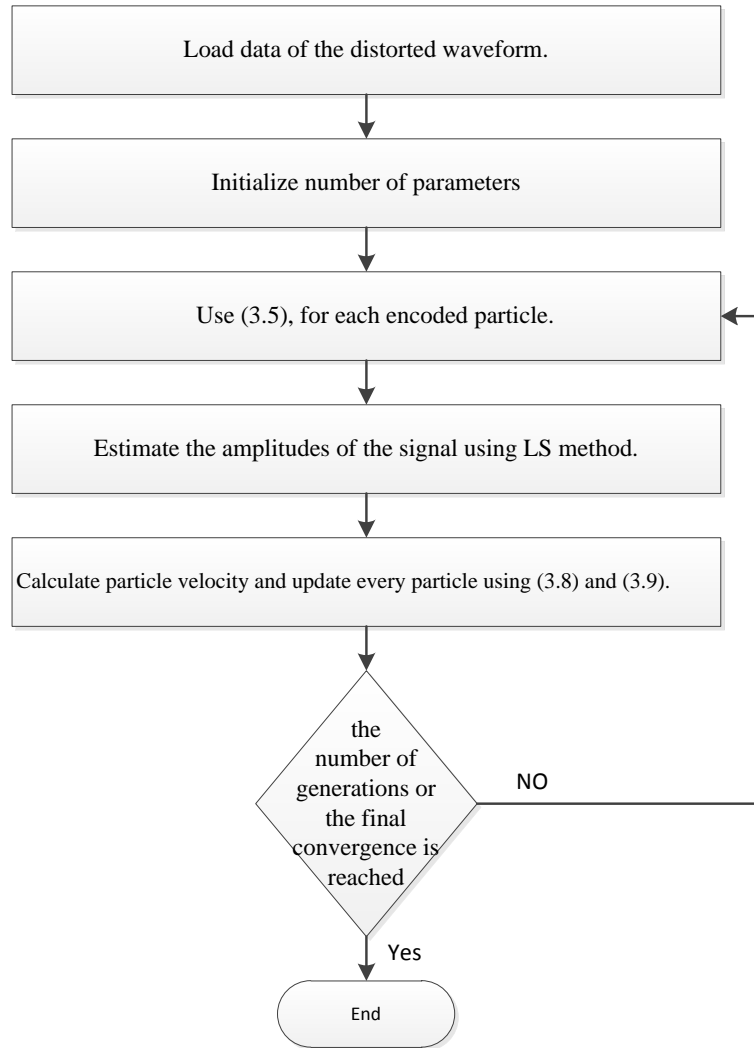 Load data of the distorted waveform.
Initialize number of parameters
Use (3.5), for each encoded particle.
Estimate the amplitudes of the signal using LS method.
Calculate particle velocity and update every particle using (3.8) and (3.9).
the
number of
generations or
the final
convergence is
reached
NO
Yes
End